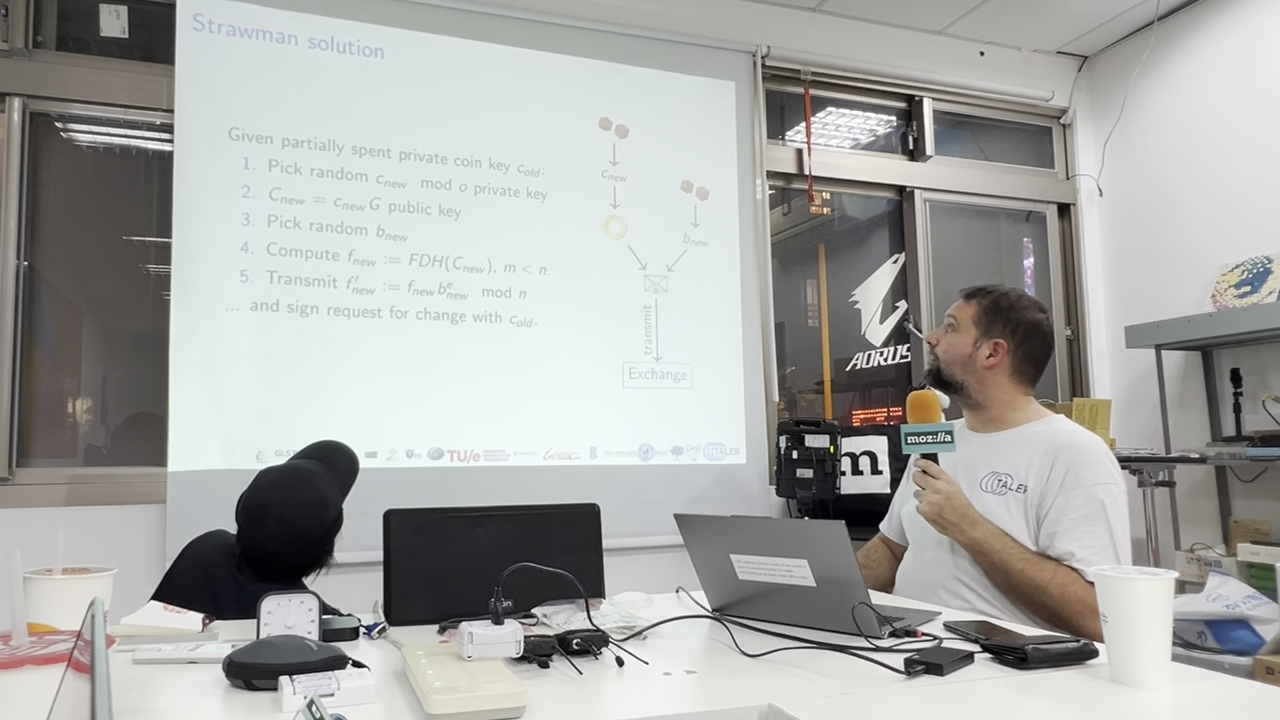 Strawman solution
Given partially spent private coin key c_old:
1. Pick random c_new mod o private key
2. C_new = c_new G public key
3. Pick random b_new
4. Compute f_new := FDH(C_new), m < n.
5. Transmit f′_new := f_new b^e_new mod n
... and sign request for change with c_old.
c_new
b_new
transmit
Exchange
GLS
TU/e
TALER
AORUS
m
moz://a
TALER